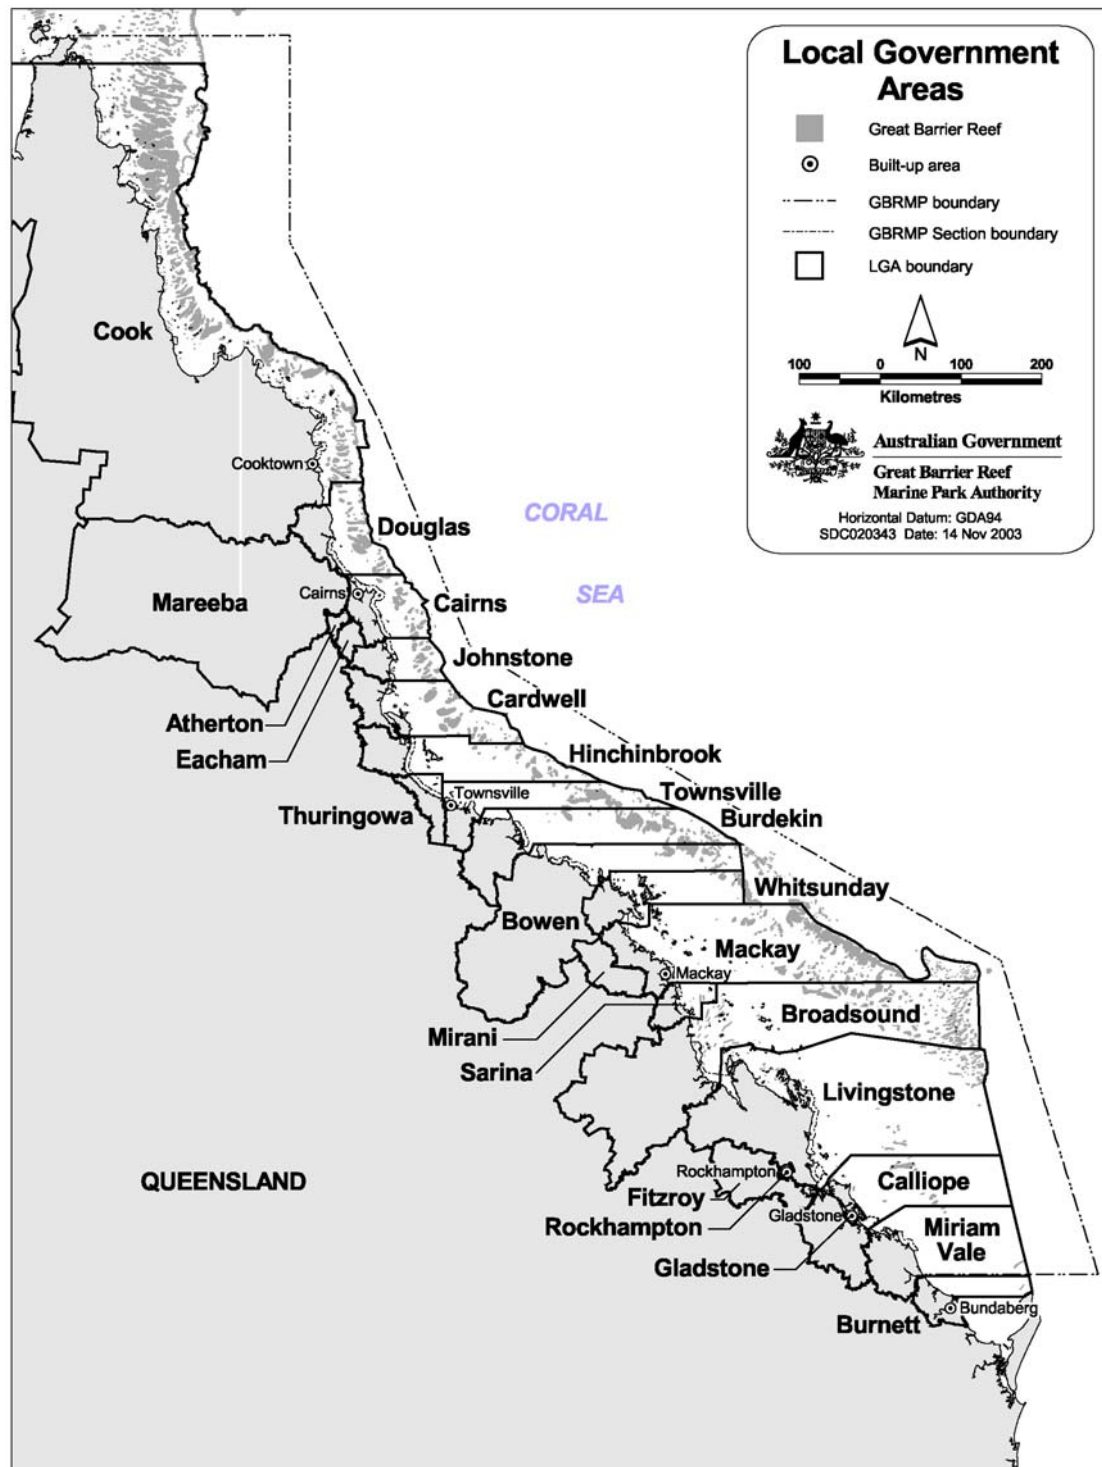 Local Government
Areas
Great Barrier Reef
Built-up area
GBRMP boundary
GBRMP Section boundary
LGA boundary
N
100 0 100 200
Kilometres
Australian Government
Great Barrier Reef
Marine Park Authority
Horizontal Datum: GDA94
SDC020343 Date: 14 Nov 2003
Cook
Cooktown
CORAL
SEA
Douglas
Mareeba
Cairns
Cairns
Johnstone
Cardwell
Atherton
Eacham
Hinchinbrook
Townsville
Townsville
Thuringowa
Burdekin
Whitsunday
Bowen
Mackay
Mackay
Broadsound
Mirani
Sarina
Livingstone
QUEENSLAND
Rockhampton
Calliope
Fitzroy
Rockhampton
Gladstone
Miriam
Vale
Gladstone
Bundaberg
Burnett